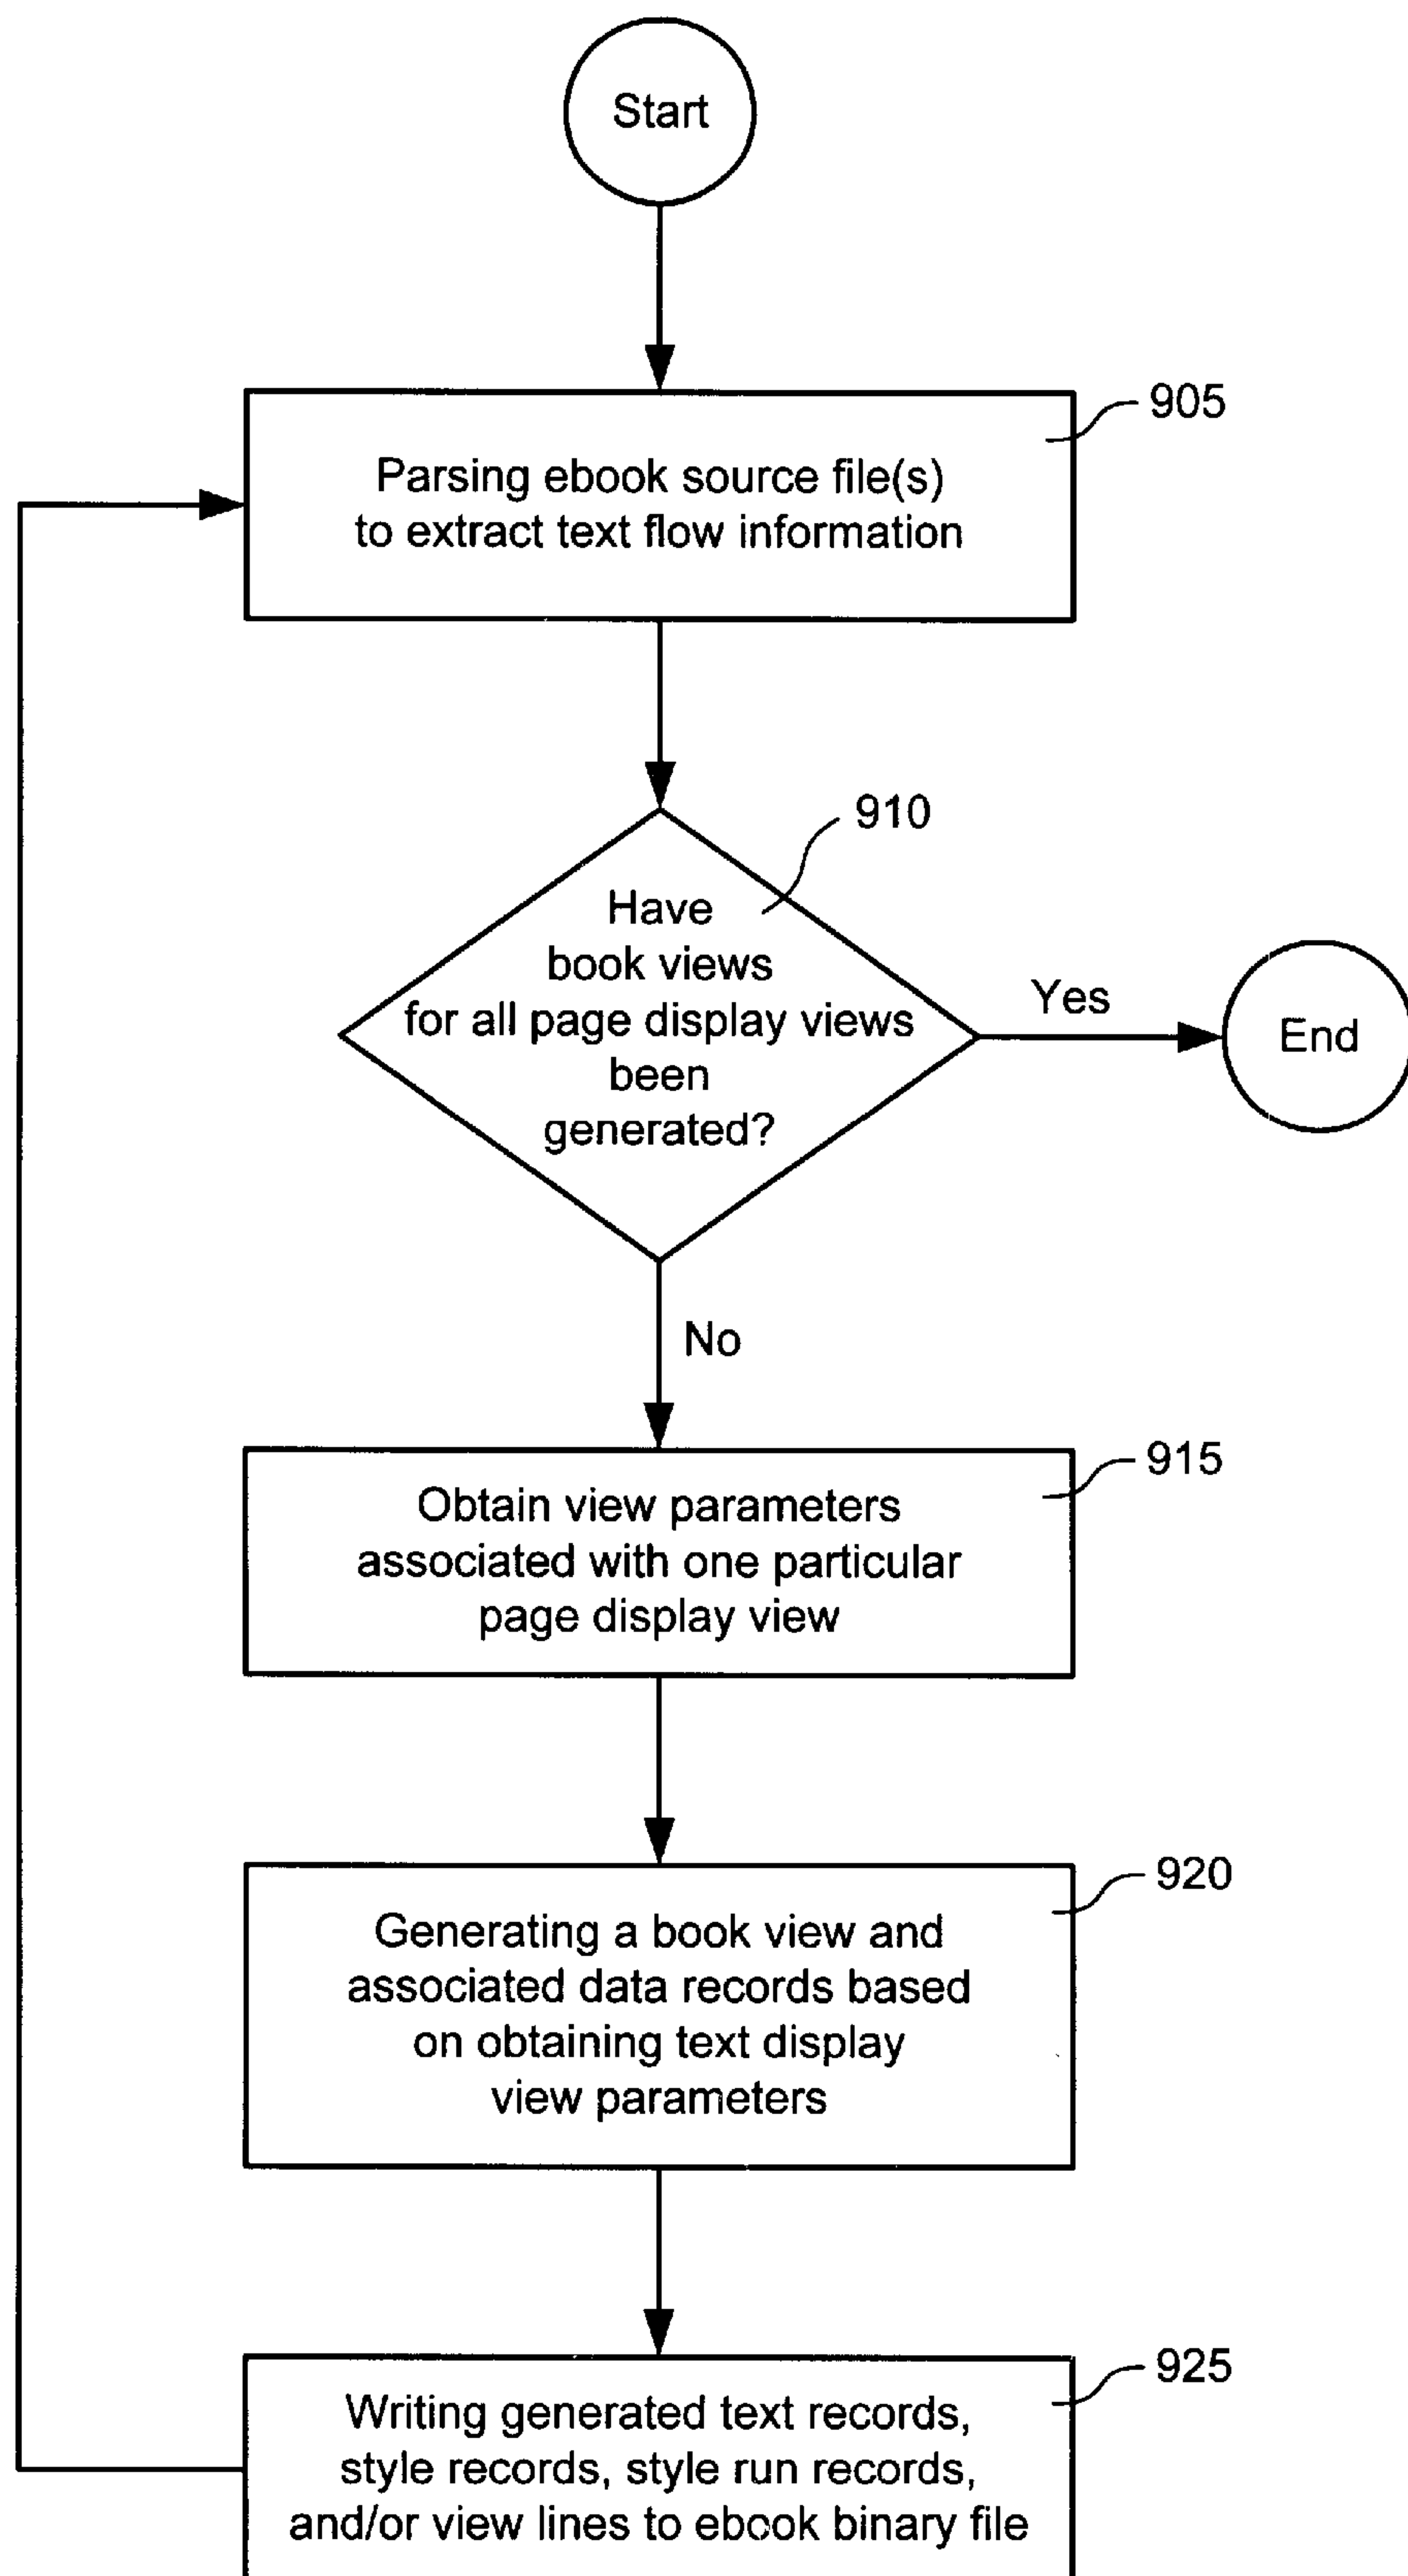 Start
905
Parsing ebook source file(s)
to extract text flow information
910
Have
book views
for all page display views
been
generated?
Yes
End
No
915
Obtain view parameters
associated with one particular
page display view
920
Generating a book view and
associated data records based
on obtaining text display
view parameters
925
Writing generated text records,
style records, style run records,
and/or view lines to ebook binary file